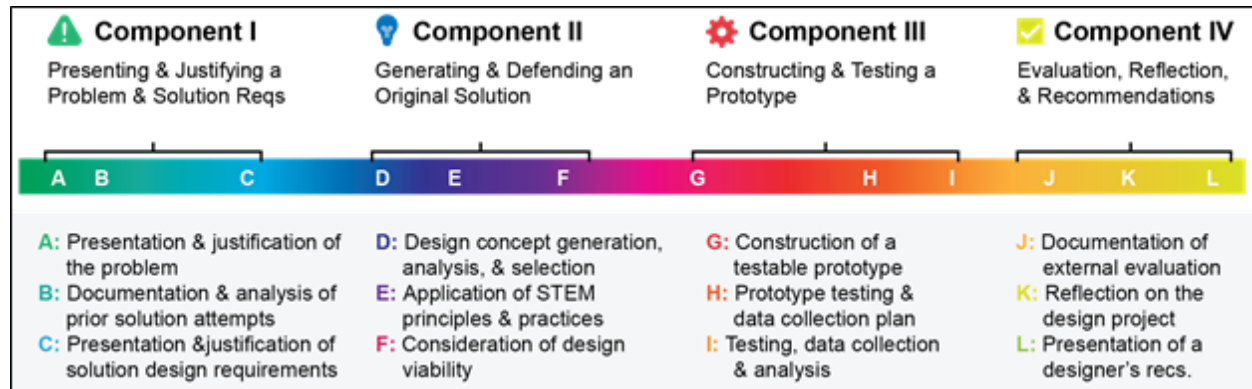 Component I
Presenting & Justifying a
Problem & Solution Reqs
Component II
Generating & Defending an
Original Solution
Component III
Constructing & Testing a
Prototype
Component IV
Evaluation, Reflection,
& Recommendations
A B C D E F G H I J K L
A: Presentation & justification of
the problem
B: Documentation & analysis of
prior solution attempts
C: Presentation &justification of
solution design requirements
D: Design concept generation,
analysis, & selection
E: Application of STEM
principles & practices
F: Consideration of design
viability
G: Construction of a
testable prototype
H: Prototype testing &
data collection plan
I: Testing, data collection
& analysis
J: Documentation of
external evaluation
K: Reflection on the
design project
L: Presentation of a
designer's recs.